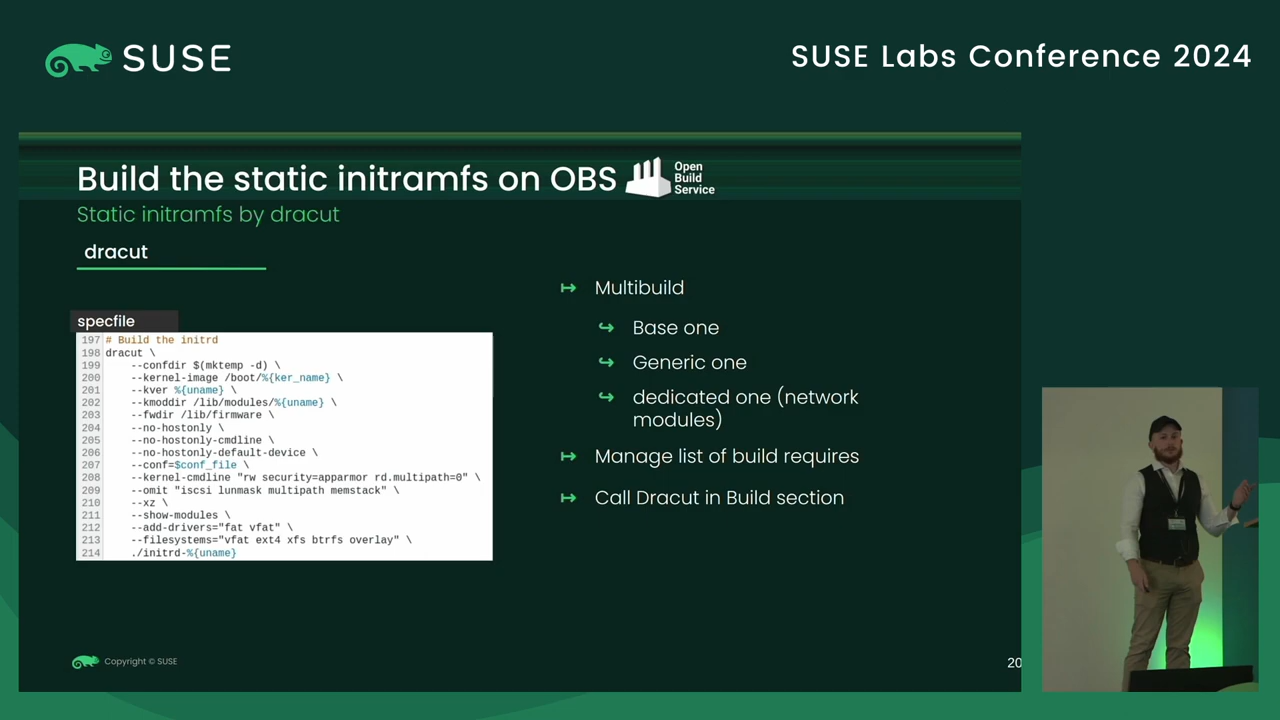 SUSE
SUSE Labs Conference 2024
Build the static initramfs on OBS
Open
Build
Service
Static initramfs by dracut
dracut
specfile
197 # Build the initrd
198 dracut \
199     --confdir $(mktemp -d) \
200     --kernel-image /boot/%{ker_name} \
201     --kver %{uname} \
202     --kmoddir /lib/modules/%{uname} \
203     --fwdir /lib/firmware \
204     --no-hostonly \
205     --no-hostonly-cmdline \
206     --no-hostonly-default-device \
207     --conf=$conf_file \
208     --kernel-cmdline "rw security=apparmor rd.multipath=0" \
209     --omit "iscsi lunmask multipath memstack" \
210     --xz \
211     --show-modules \
212     --add-drivers="fat vfat" \
213     --filesystems="vfat ext4 xfs btrfs overlay" \
214     ./initrd-%{uname}
↦ Multibuild
↪ Base one
↪ Generic one
↪ dedicated one (network
modules)
↦ Manage list of build requires
↦ Call Dracut in Build section
Copyright © SUSE
20